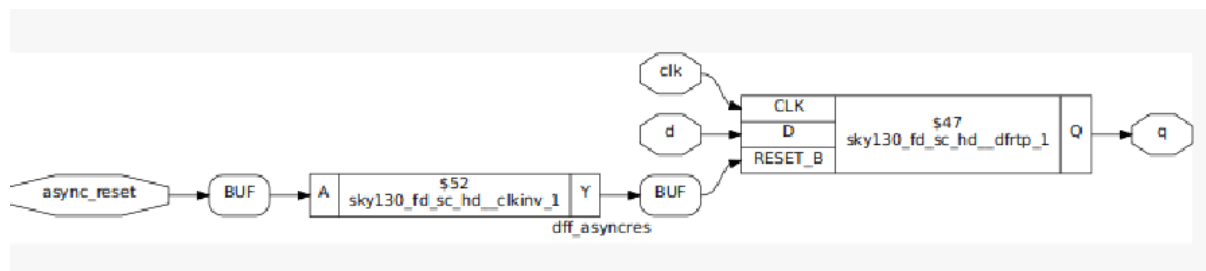 clk
CLK
d
D
$47
sky130_fd_sc_hd__dfrtp_1
Q
q
RESET_B
async_reset
BUF
A
$52
sky130_fd_sc_hd__clkinv_1
Y
BUF
dff_asyncres